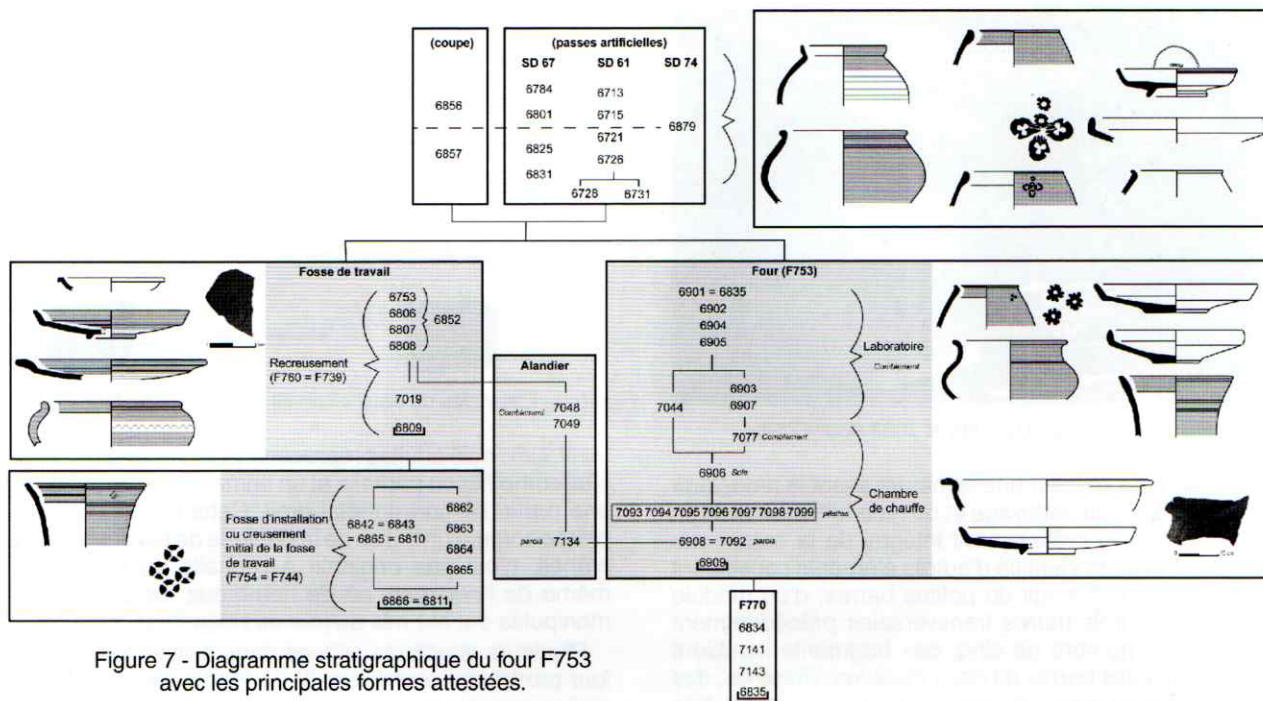 (coupe)
6856
6857
(passes artificielles)
SD 67 SD 61 SD 74
6784
6801
6825
6831
6713
6715
6721
6726
6728 6731
6879
Fosse de travail
6753
6806
6807
6808
6852
Recreusement
(F760 = F739)
7019
6809
Alandier
Comblement
7048
7049
parois
7134
Four (F753)
6901 = 6835
6902
6904
6905
Laboratoire
Comblement
7044
6903
6907
7077 Comblement
6906 Sole
7093 7094 7095 7096 7097 7098 7099 pilettes
Chambre
de chauffe
6908 = 7092 parois
6909
Fosse d'installation
ou creusement
initial de la fosse
de travail
(F754 = F744)
6842 = 6843
= 6865 = 6810
6862
6863
6864
6865
6866 = 6811
F770
6834
7141
7143
6835
Figure 7 - Diagramme stratigraphique du four F753
avec les principales formes attestées.